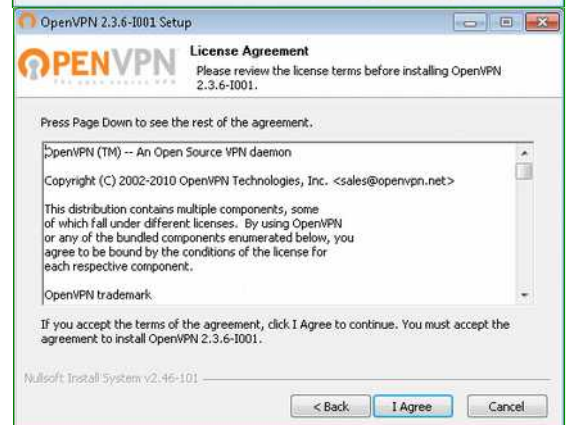 OpenVPN 2.3.6-I001 Setup
OPENVPN
License Agreement
Please review the license terms before installing OpenVPN
2.3.6-I001.
Press Page Down to see the rest of the agreement.
OpenVPN (TM) -- An Open Source VPN daemon
Copyright (C) 2002-2010 OpenVPN Technologies, Inc. <sales@openvpn.net>
This distribution contains multiple components, some
of which fall under different licenses. By using OpenVPN
or any of the bundled components enumerated below, you
agree to be bound by the conditions of the license for
each respective component.
OpenVPN trademark
If you accept the terms of the agreement, click I Agree to continue. You must accept the
agreement to install OpenVPN 2.3.6-I001.
Nullsoft Install System v2.46-101
< Back
I Agree
Cancel